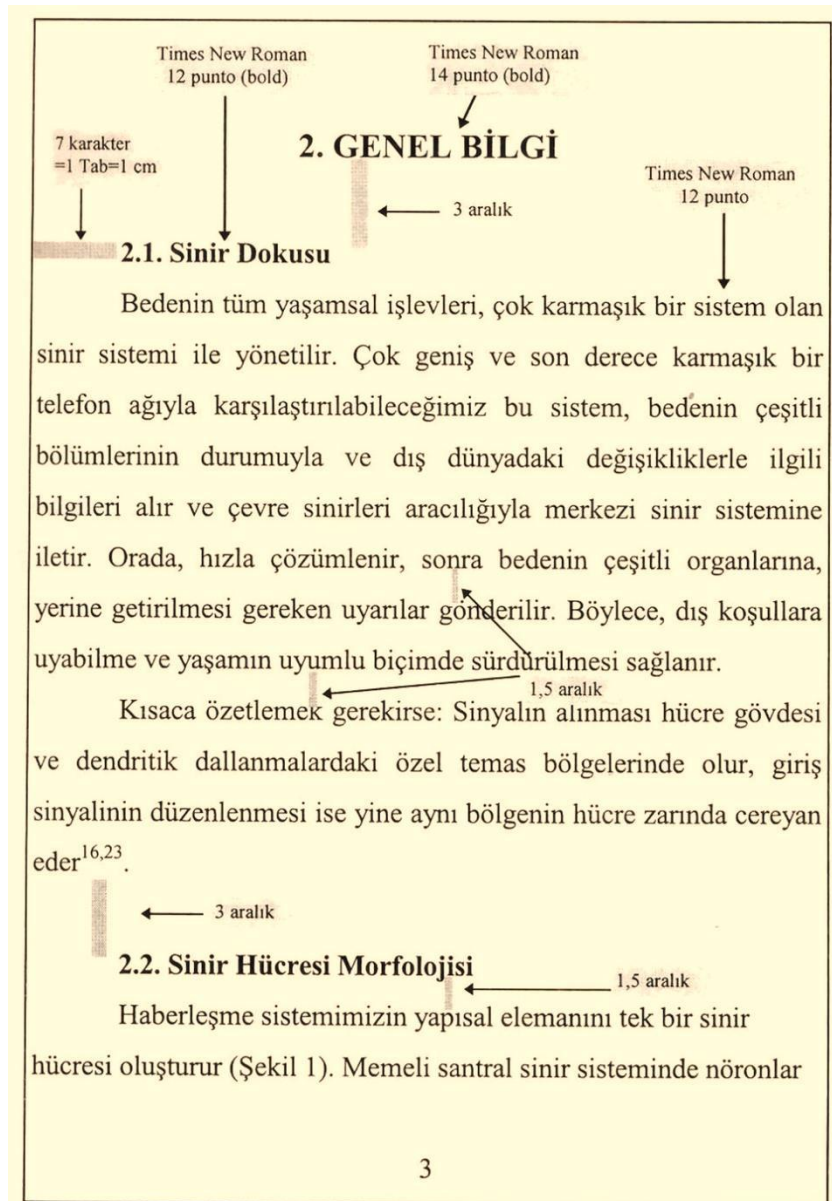 Times New Roman
12 punto (bold)
Times New Roman
14 punto (bold)
7 karakter
=1 Tab=1 cm
2. GENEL BİLGİ
Times New Roman
12 punto
3 aralık
2.1. Sinir Dokusu
Bedenin tüm yaşamsal işlevleri, çok karmaşık bir sistem olan
sinir sistemi ile yönetilir. Çok geniş ve son derece karmaşık bir
telefon ağıyla karşılaştırılabileceğimiz bu sistem, bedenin çeşitli
bölümlerinin durumuyla ve dış dünyadaki değişikliklerle ilgili
bilgileri alır ve çevre sinirleri aracılığıyla merkezi sinir sistemine
iletir. Orada, hızla çözümlenir, sonra bedenin çeşitli organlarına,
yerine getirilmesi gereken uyarılar gönderilir. Böylece, dış koşullara
uyabilme ve yaşamın uyumlu biçimde sürdürülmesi sağlanır.
1,5 aralık
Kısaca özetlemek gerekirse: Sinyalin alınması hücre gövdesi
ve dendritik dallanmalardaki özel temas bölgelerinde olur, giriş
sinyalinin düzenlenmesi ise yine aynı bölgenin hücre zarında cereyan
eder16,23.
3 aralık
2.2. Sinir Hücresi Morfolojisi
1,5 aralık
Haberleşme sistemimizin yapısal elemanını tek bir sinir
hücresi oluşturur (Şekil 1). Memeli santral sinir sisteminde nöronlar
3